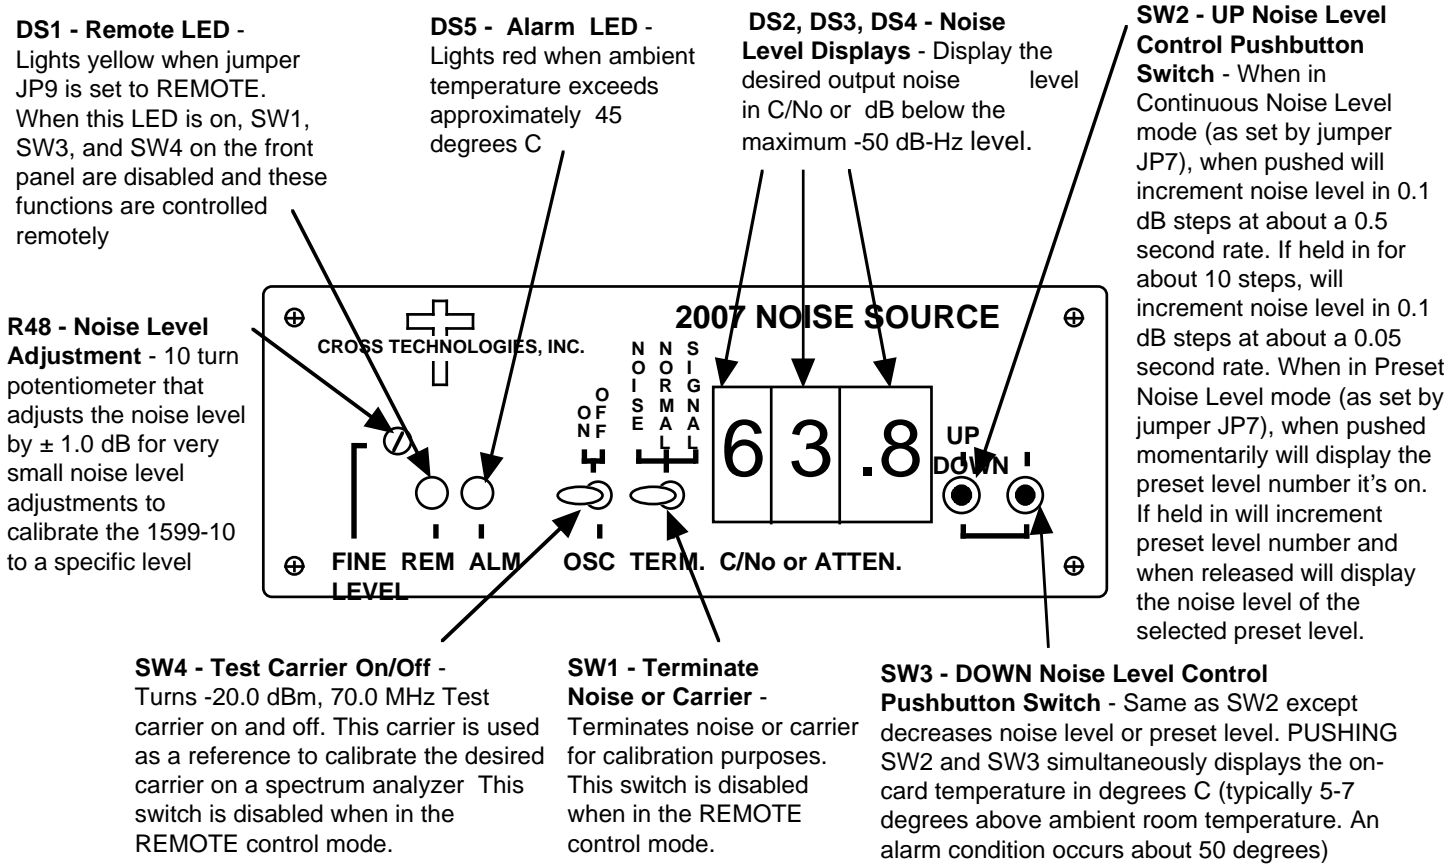 DS1 - Remote LED -
Lights yellow when jumper
JP9 is set to REMOTE.
When this LED is on, SW1,
SW3, and SW4 on the front
panel are disabled and these
functions are controlled
remotely
DS5 - Alarm LED -
Lights red when ambient
temperature exceeds
approximately 45
degrees C
DS2, DS3, DS4 - Noise
Level Displays - Display the
desired output noise level
in C/No or dB below the
maximum -50 dB-Hz level.
SW2 - UP Noise Level
Control Pushbutton
Switch - When in
Continuous Noise Level
mode (as set by jumper
JP7), when pushed will
increment noise level in 0.1
dB steps at about a 0.5
second rate. If held in for
about 10 steps, will
increment noise level in 0.1
dB steps at about a 0.05
second rate. When in Preset
Noise Level mode (as set by
jumper JP7), when pushed
momentarily will display the
preset level number it's on.
If held in will increment
preset level number and
when released will display
the noise level of the
selected preset level.
R48 - Noise Level
Adjustment - 10 turn
potentiometer that
adjusts the noise level
by ± 1.0 dB for very
small noise level
adjustments to
calibrate the 1599-10
to a specific level
2007 NOISE SOURCE
CROSS TECHNOLOGIES, INC.
ON
OFF
NOISE
NORMAL
SIGNAL
6 3 .8
UP
DOWN
FINE REM ALM OSC TERM. C/No or ATTEN.
LEVEL
SW4 - Test Carrier On/Off -
Turns -20.0 dBm, 70.0 MHz Test
carrier on and off. This carrier is used
as a reference to calibrate the desired
carrier on a spectrum analyzer This
switch is disabled when in the
REMOTE control mode.
SW1 - Terminate
Noise or Carrier -
Terminates noise or carrier
for calibration purposes.
This switch is disabled
when in the REMOTE
control mode.
SW3 - DOWN Noise Level Control
Pushbutton Switch - Same as SW2 except
decreases noise level or preset level. PUSHING
SW2 and SW3 simultaneously displays the on-
card temperature in degrees C (typically 5-7
degrees above ambient room temperature. An
alarm condition occurs about 50 degrees)